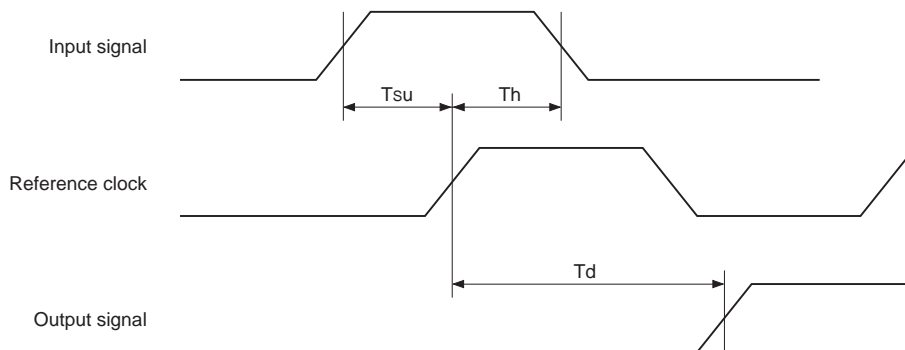 Input signal
Tsu
Th
Reference clock
Td
Output signal